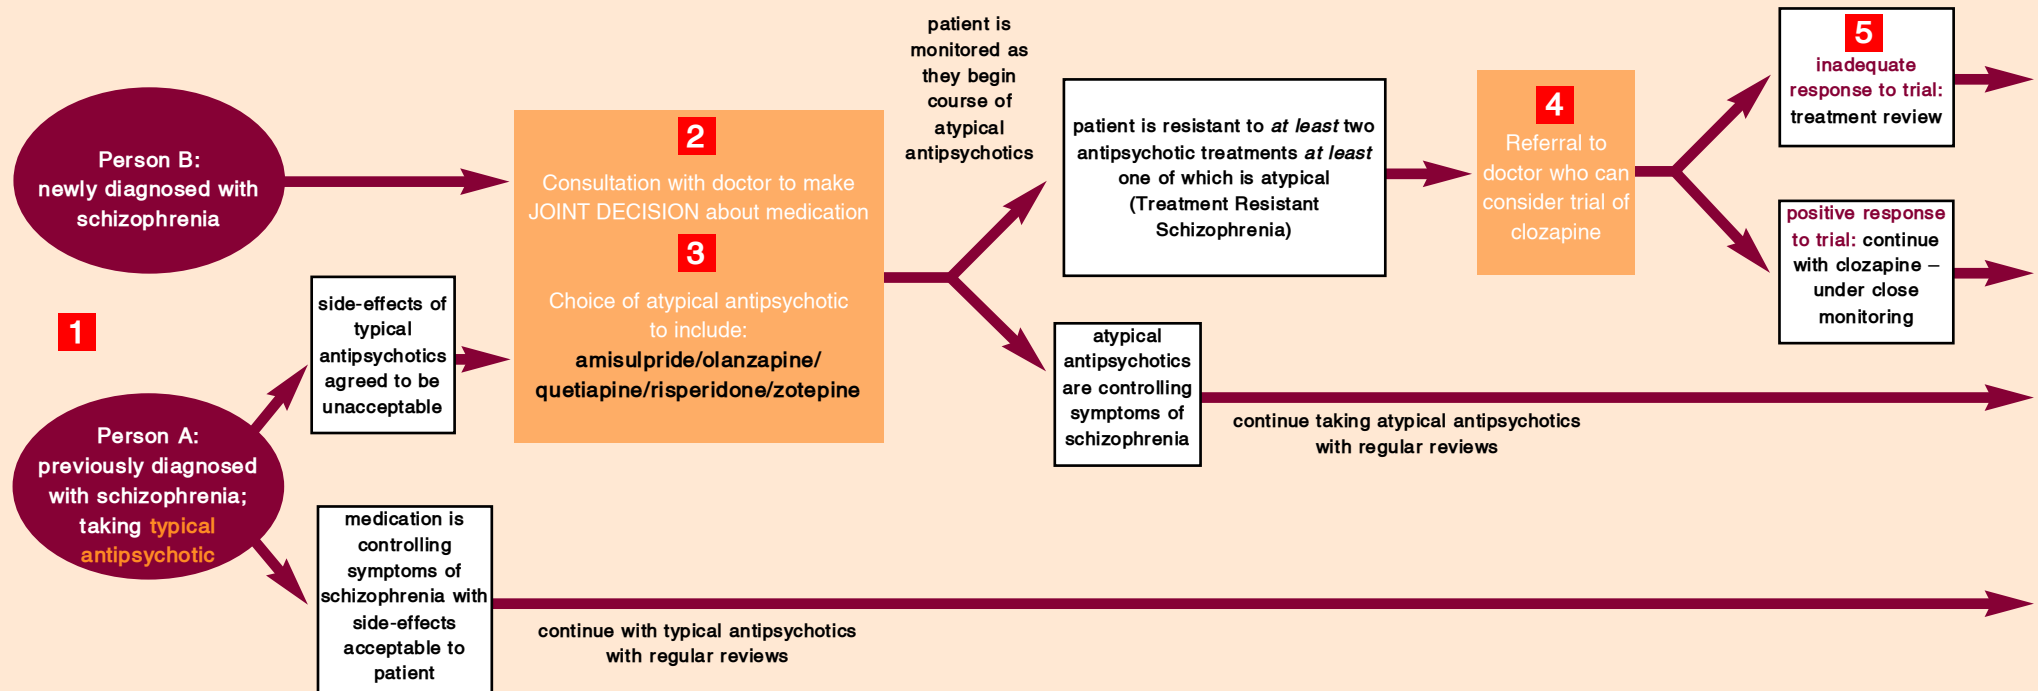 Person B:
newly diagnosed with
schizophrenia
1
Person A:
previously diagnosed
with schizophrenia;
taking typical
antipsychotic
side-effects of
typical
antipsychotics
agreed to be
unacceptable
medication is
controlling
symptoms of
schizophrenia with
side-effects
acceptable to
patient
continue with typical antipsychotics
with regular reviews
2
Consultation with doctor to make
JOINT DECISION about medication
3
Choice of atypical antipsychotic
to include:
amisulpride/olanzapine/
quetiapine/risperidone/zotepine
patient is
monitored as
they begin
course of
atypical
antipsychotics
patient is resistant to at least two
antipsychotic treatments at least
one of which is atypical
(Treatment Resistant
Schizophrenia)
atypical
antipsychotics
are controlling
symptoms of
schizophrenia
continue taking atypical antipsychotics
with regular reviews
4
Referral to
doctor who can
consider trial of
clozapine
5
inadequate
response to trial:
treatment review
positive response
to trial: continue
with clozapine –
under close
monitoring